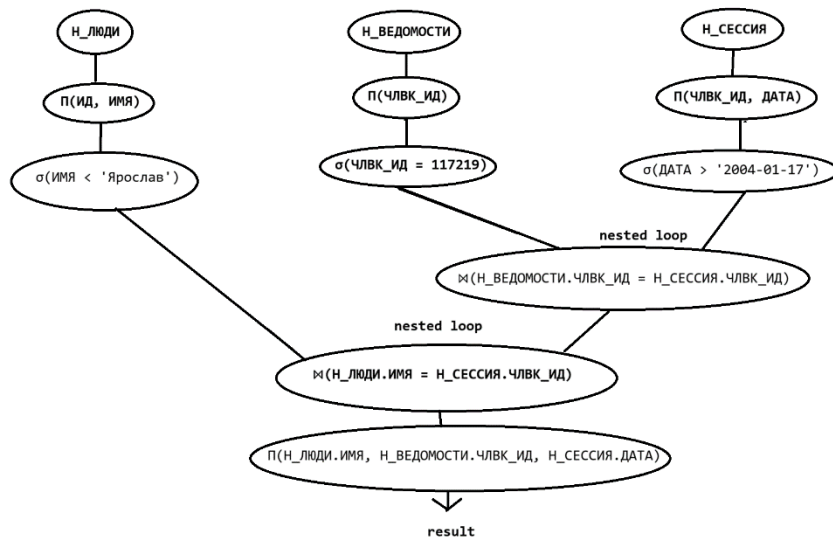 Н_ЛЮДИ
Н_ВЕДОМОСТИ
Н_СЕССИЯ
П(ИД, ИМЯ)
П(ЧЛВК_ИД)
П(ЧЛВК_ИД, ДАТА)
σ(ИМЯ < 'Ярослав')
σ(ЧЛВК_ИД = 117219)
σ(ДАТА > '2004-01-17')
nested loop
⋈(Н_ВЕДОМОСТИ.ЧЛВК_ИД = Н_СЕССИЯ.ЧЛВК_ИД)
nested loop
⋈(Н_ЛЮДИ.ИМЯ = Н_СЕССИЯ.ЧЛВК_ИД)
П(Н_ЛЮДИ.ИМЯ, Н_ВЕДОМОСТИ.ЧЛВК_ИД, Н_СЕССИЯ.ДАТА)
result